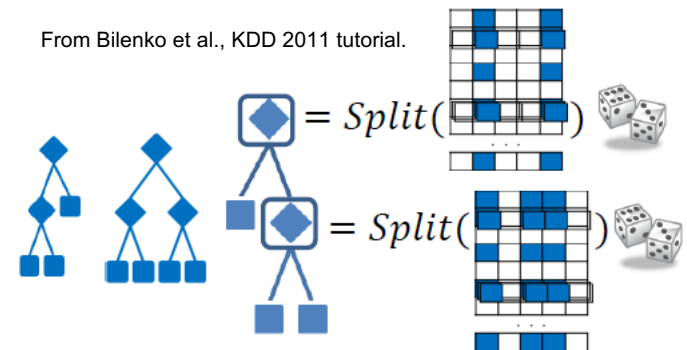 From Bilenko et al., KDD 2011 tutorial.
= Split( )
. . .
= Split( )
. . .